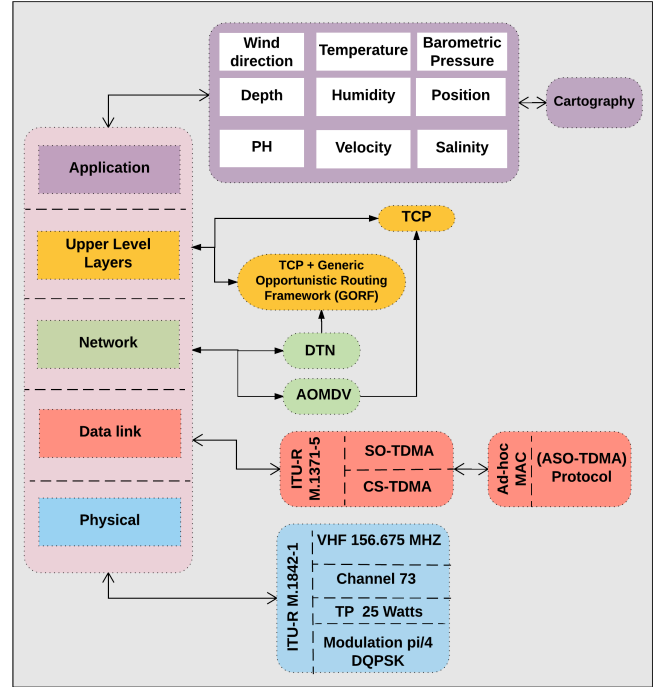 Wind
direction
Temperature
Barometric
Pressure
Depth
Humidity
Position
PH
Velocity
Salinity
Cartography
Application
Upper Level
Layers
TCP
TCP + Generic
Opportunistic Routing
Framework (GORF)
Network
DTN
AOMDV
Data link
ITU-R
M.1371-5
SO-TDMA
CS-TDMA
Ad-hoc
MAC
(ASO-TDMA)
Protocol
Physical
ITU-R M.1842-1
VHF 156.675 MHZ
Channel 73
TP 25 Watts
Modulation pi/4
DQPSK